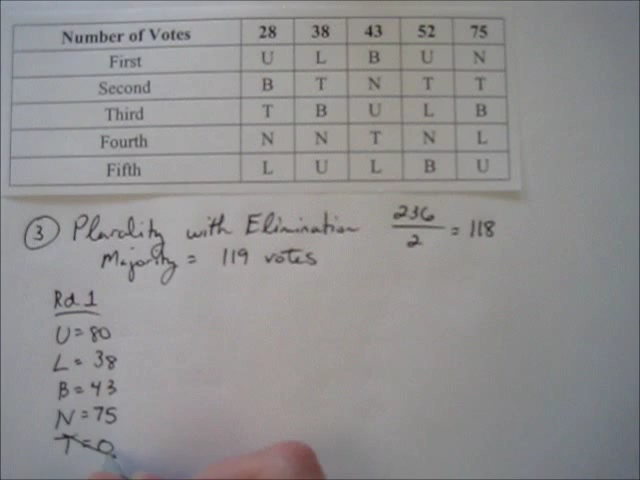 Number of Votes 28 38 43 52 75
First U L B U N
Second B T N T T
Third T B U L B
Fourth N N T N L
Fifth L U L B U
3 Plurality with Elimination 236/2 = 118
Majority = 119 votes
Rd. 1
U = 80
L = 38
B = 43
N = 75
T = 0